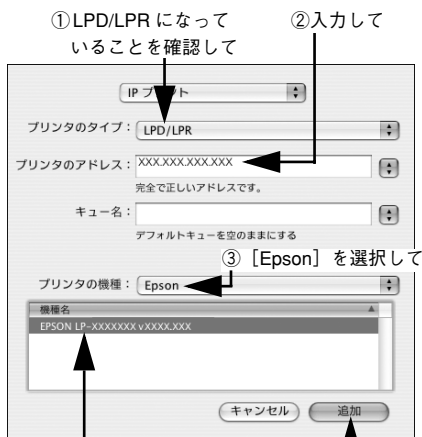 ①LPD/LPR になって
いることを確認して
②入力して
IP プリント
プリンタのタイプ：
LPD/LPR
プリンタのアドレス：
XXX.XXX.XXX.XXX
完全で正しいアドレスです。
キュー名：
デフォルトキューを空のままにする
③［Epson］を選択して
プリンタの機種：
Epson
機種名
EPSON LP-XXXXXXX vXXXX.XXX
キャンセル
追加